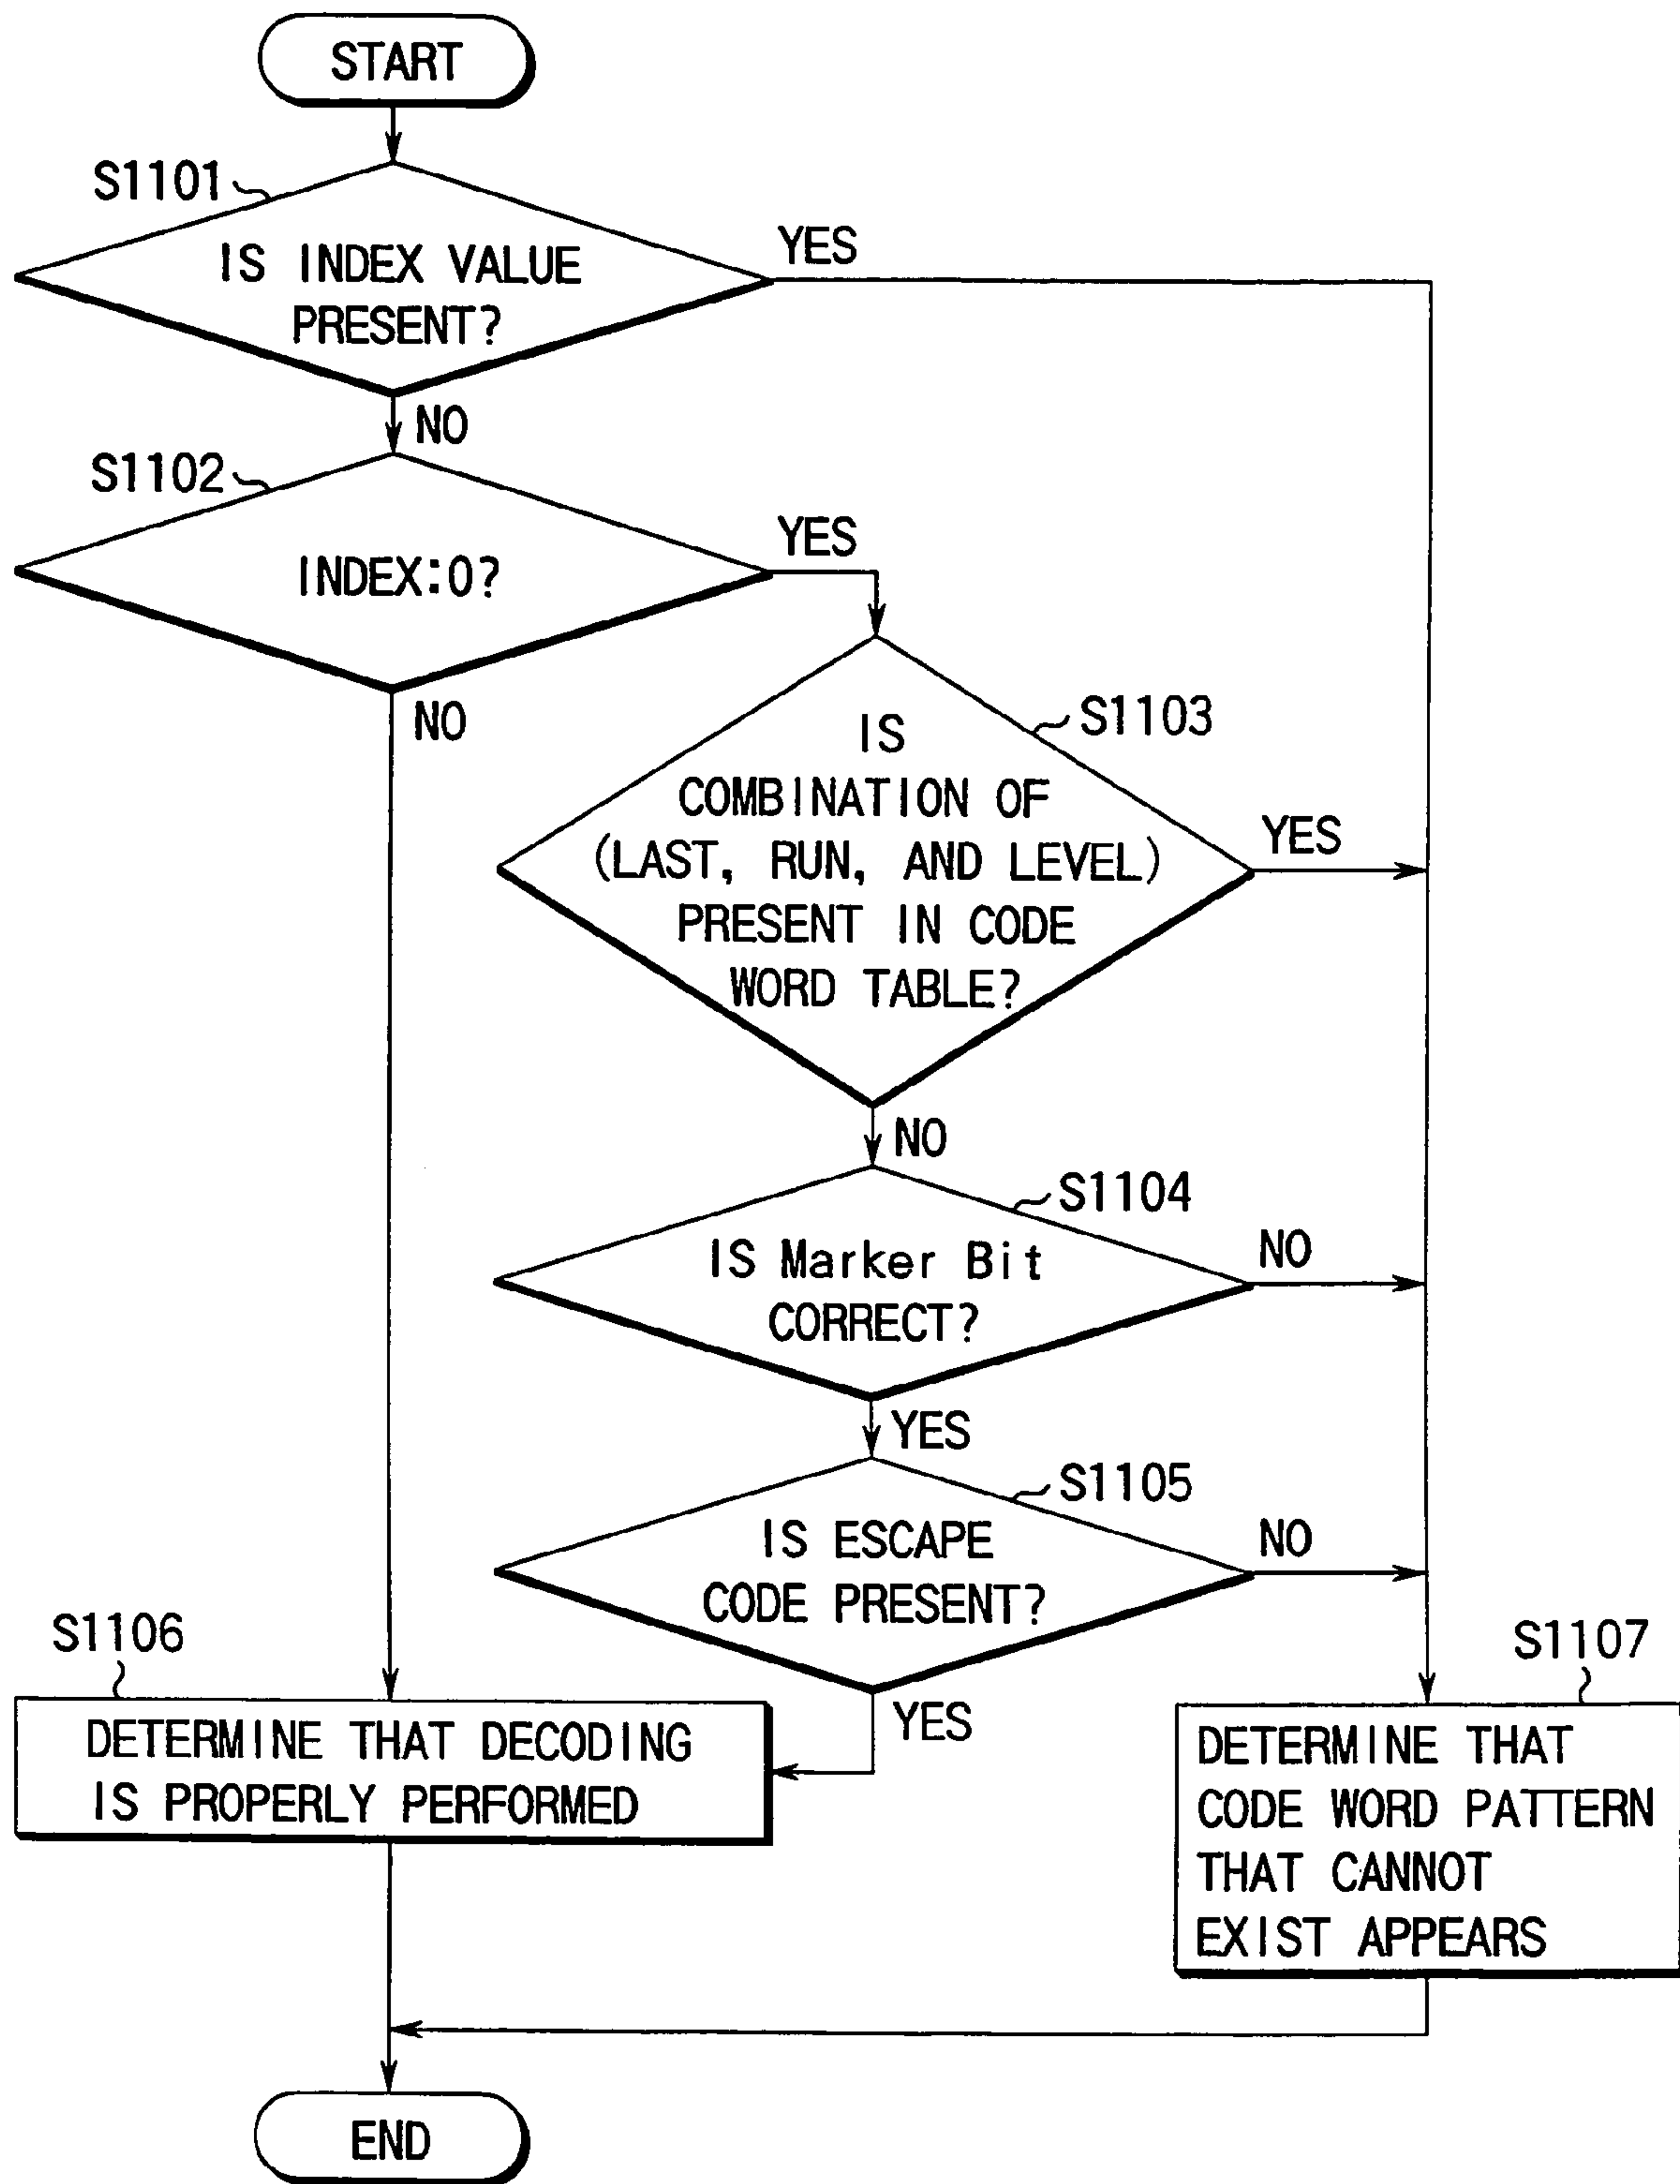 START
S1101
IS INDEX VALUE
PRESENT?
YES
NO
S1102
INDEX:0?
YES
NO
S1103
IS
COMBINATION OF
(LAST, RUN, AND LEVEL)
PRESENT IN CODE
WORD TABLE?
YES
NO
S1104
IS Marker Bit
CORRECT?
NO
YES
S1105
IS ESCAPE
CODE PRESENT?
NO
YES
S1106
DETERMINE THAT DECODING
IS PROPERLY PERFORMED
S1107
DETERMINE THAT
CODE WORD PATTERN
THAT CANNOT
EXIST APPEARS
END